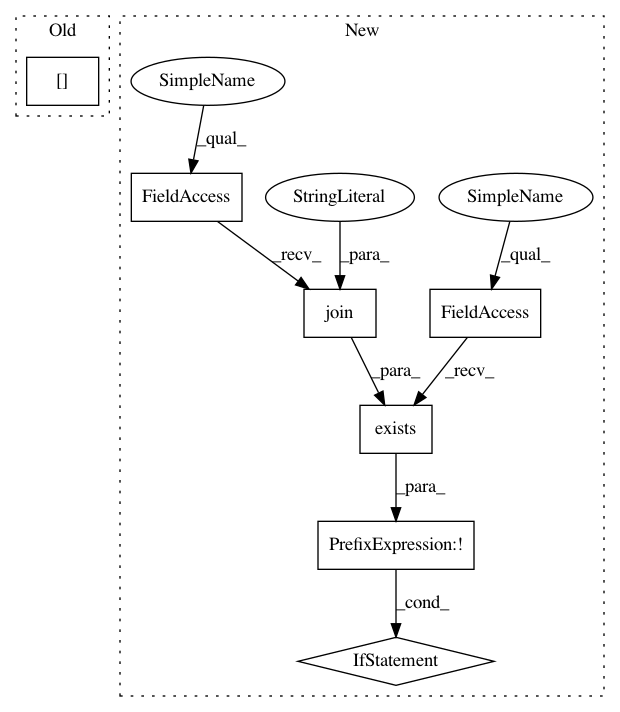 Old
New
[]
SimpleName
_qual_
FieldAccess
StringLiteral
SimpleName
_recv_
_para_
_qual_
join
FieldAccess
_para_
_recv_
exists
_para_
PrefixExpression:!
_cond_
IfStatement